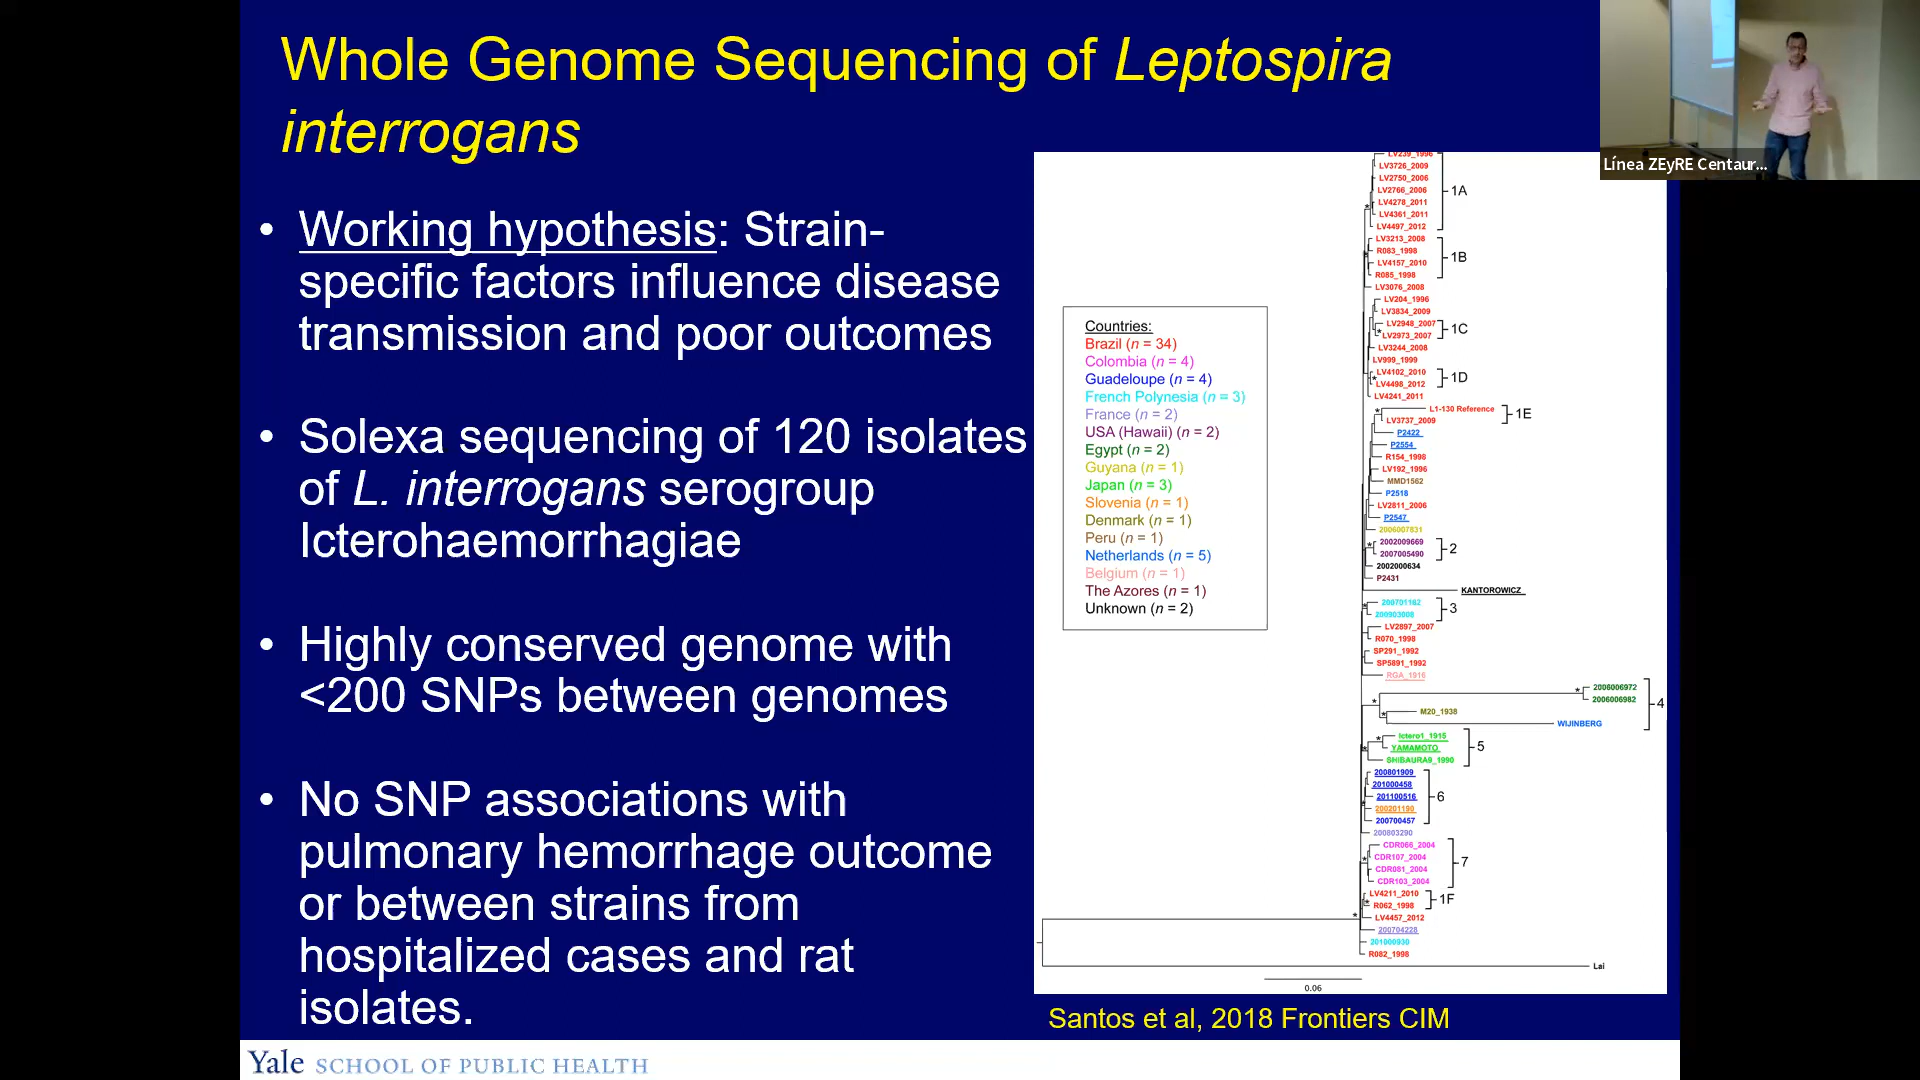 Whole Genome Sequencing of Leptospira
interrogans
Línea ZEyRE Centaur...
• Working hypothesis: Strain-
specific factors influence disease
transmission and poor outcomes
• Solexa sequencing of 120 isolates
of L. interrogans serogroup
Icterohaemorrhagiae
• Highly conserved genome with
<200 SNPs between genomes
• No SNP associations with
pulmonary hemorrhage outcome
or between strains from
hospitalized cases and rat
isolates.
Countries:
Brazil (n = 34)
Colombia (n = 4)
Guadeloupe (n = 4)
French Polynesia (n = 3)
France (n = 2)
USA (Hawaii) (n = 2)
Egypt (n = 2)
Guyana (n = 1)
Japan (n = 3)
Slovenia (n = 1)
Denmark (n = 1)
Peru (n = 1)
Netherlands (n = 5)
Belgium (n = 1)
The Azores (n = 1)
Unknown (n = 2)
LV239_1996
LV3726_2009
LV2750_2006
LV2766_2006
1A
LV4278_2011
LV4361_2011
LV4497_2012
LV3213_2008
R083_1998
1B
LV4157_2010
R085_1998
LV3076_2008
LV204_1996
LV3834_2009
LV2948_2007
1C
LV2973_2007
LV3244_2008
LV999_1999
LV4102_2010
1D
LV4498_2012
LV4241_2011
L1-130 Reference
1E
LV3737_2009
P2422
P2554
R154_1998
LV192_1996
MMD1562
P2518
LV2811_2006
P2547
2006007831
2002009669
2
2007005490
2002000634
P2431
KANTOROWICZ
200701182
3
200903008
LV2897_2007
R070_1998
SP291_1992
SP5891_1992
RGA_1916
2006006972
2006006982
4
M20_1938
WIJINBERG
Ictero1_1915
5
YAMAMOTO
SHIBAURA9_1990
200801909
201000458
201100516
6
200201190
200700457
200803290
CDR066_2004
CDR107_2004
7
CDR081_2004
CDR103_2004
LV4211_2010
1F
R062_1998
LV4457_2012
200704228
201000930
R082_1998
Lai
0.06
Santos et al, 2018 Frontiers CIM
Yale SCHOOL OF PUBLIC HEALTH